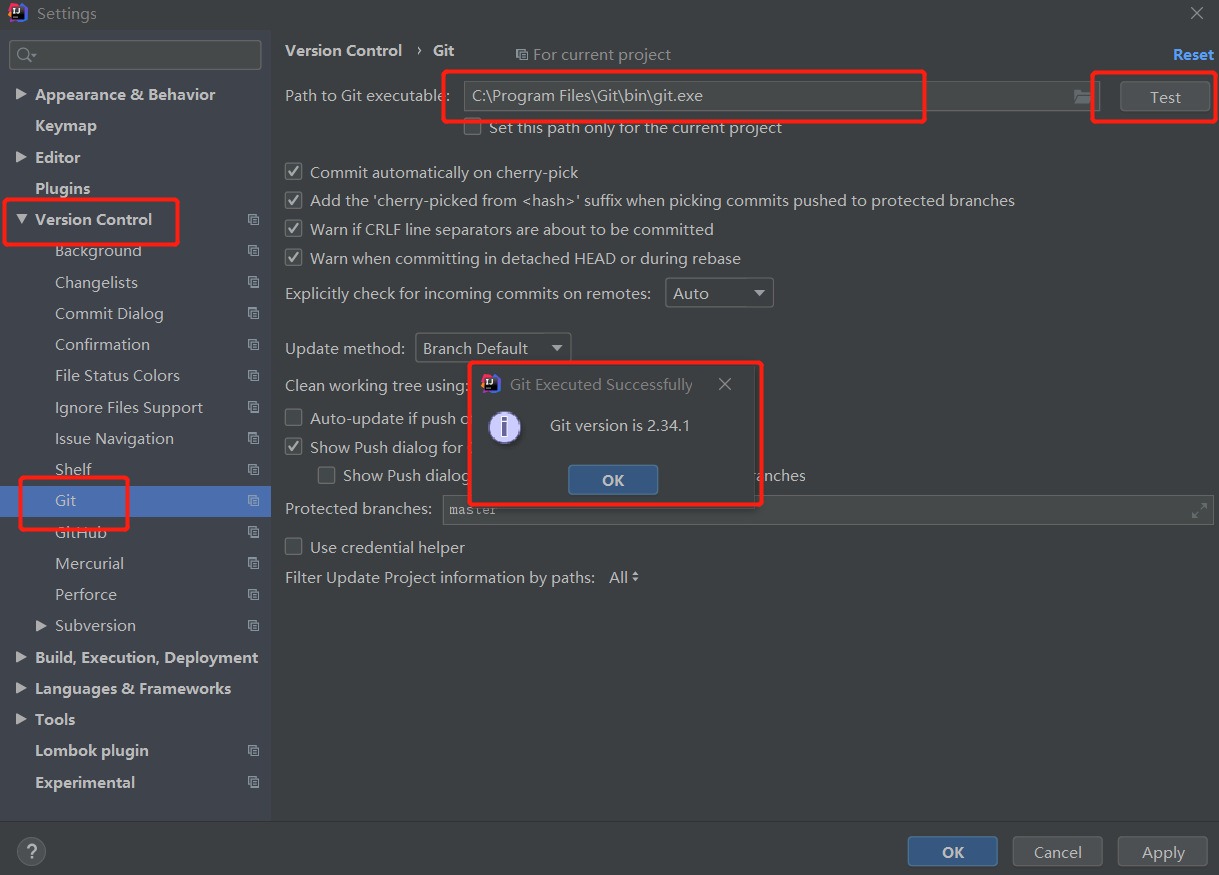 Settings
Version Control › Git For current project Reset
Appearance & Behavior
Keymap
Editor
Plugins
Version Control
Background
Changelists
Commit Dialog
Confirmation
File Status Colors
Ignore Files Support
Issue Navigation
Shelf
Git
GitHub
Mercurial
Perforce
Subversion
Build, Execution, Deployment
Languages & Frameworks
Tools
Lombok plugin
Experimental
Path to Git executable: C:\Program Files\Git\bin\git.exe Test
Set this path only for the current project
Commit automatically on cherry-pick
Add the 'cherry-picked from <hash>' suffix when picking commits pushed to protected branches
Warn if CRLF line separators are about to be committed
Warn when committing in detached HEAD or during rebase
Explicitly check for incoming commits on remotes: Auto
Update method: Branch Default
Clean working tree using:
Auto-update if push
Show Push dialog for
Show Push dialog
Protected branches: master
Use credential helper
Filter Update Project information by paths: All
IJ Git Executed Successfully
Git version is 2.34.1
OK
? OK Cancel Apply